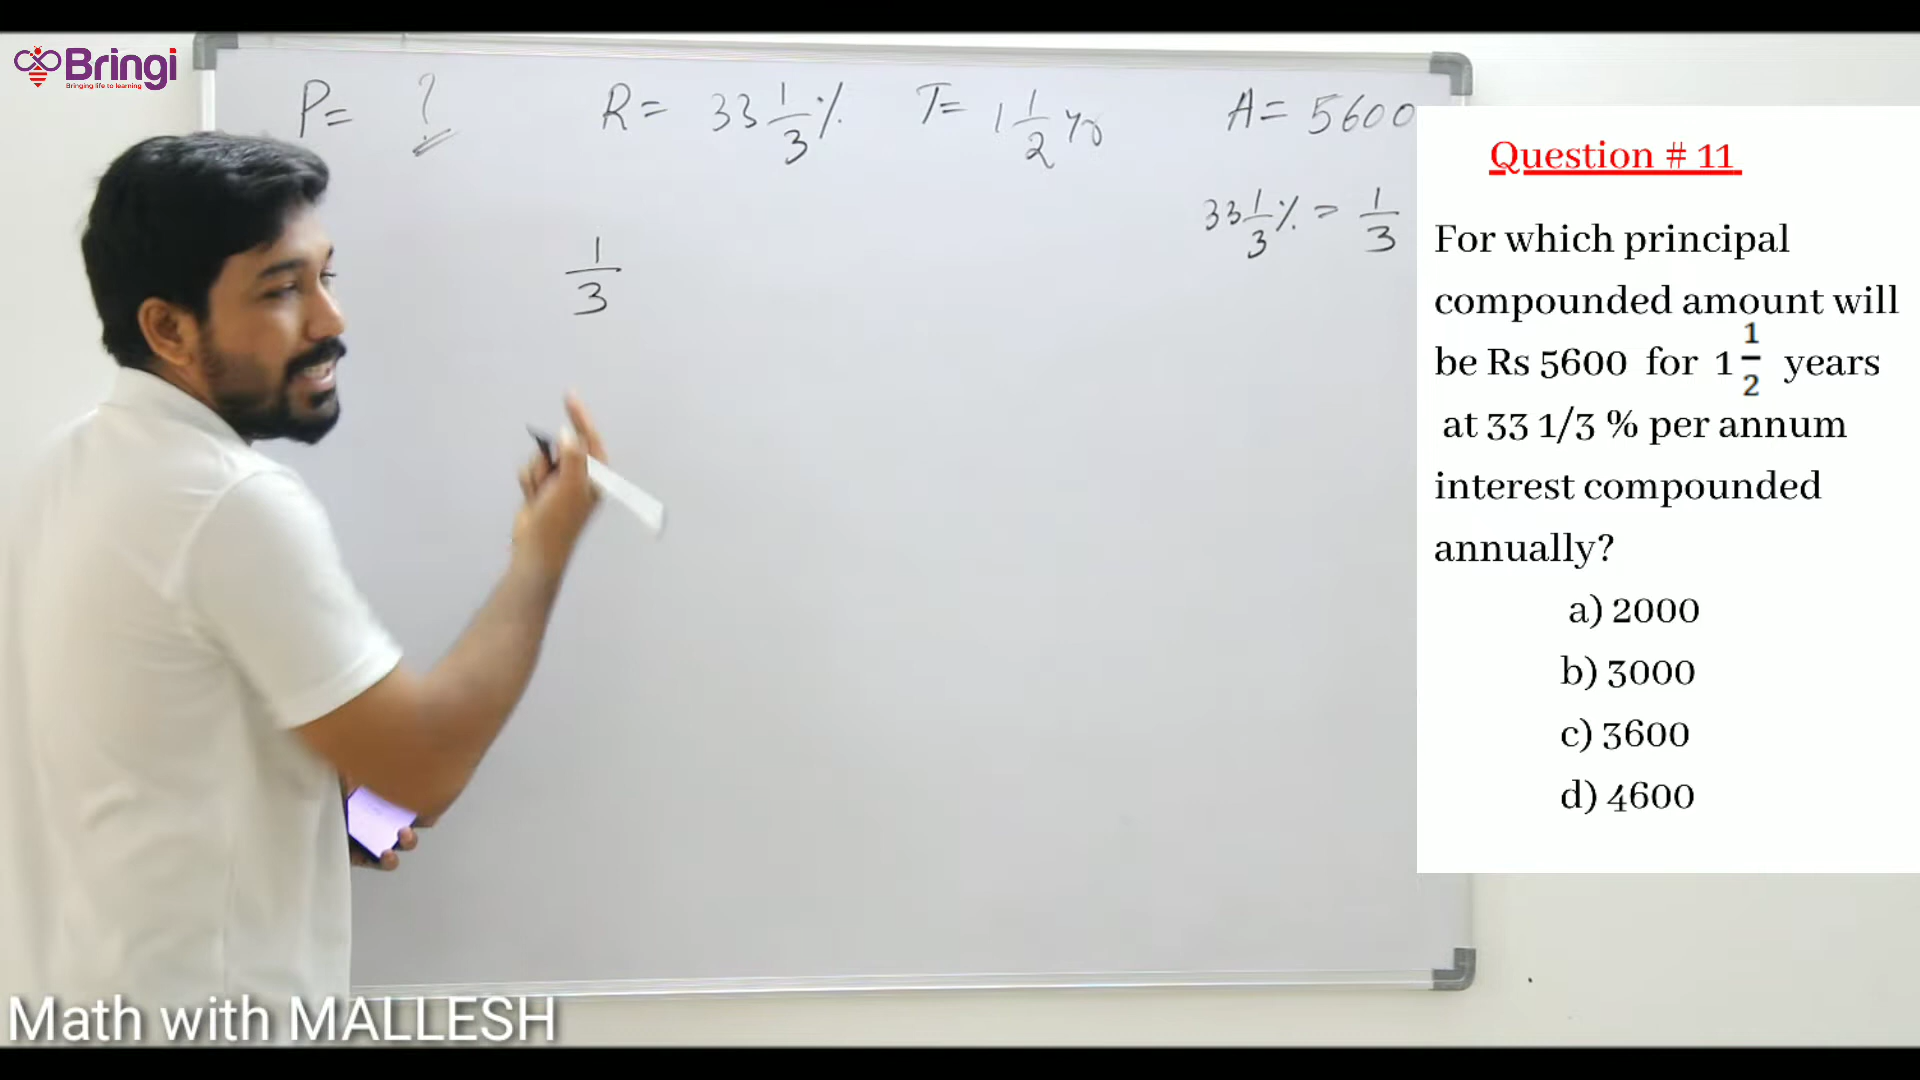 Bringi
Bringing life to learning
P= ? R= 33 1/3 % T= 1 1/2 yr A= 5600
33 1/3 % = 1/3
1/3
Question # 11
For which principal
compounded amount will
be Rs 5600 for 1 1/2 years
at 33 1/3 % per annum
interest compounded
annually?
a) 2000
b) 3000
c) 3600
d) 4600
Math with MALLESH